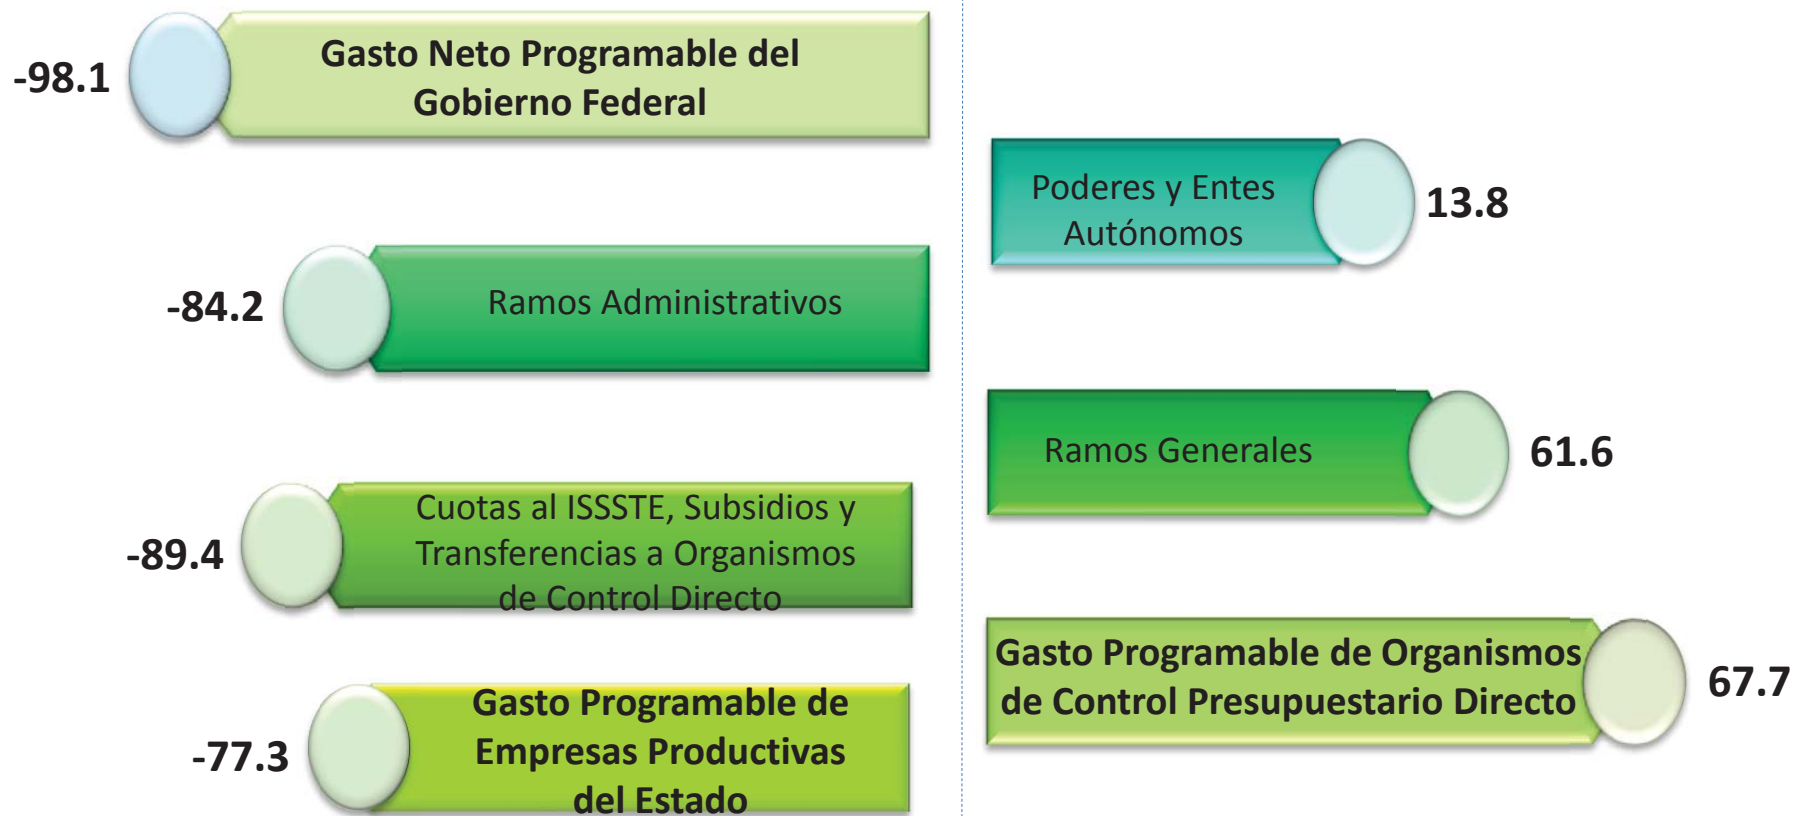 -98.1
Gasto Neto Programable del
Gobierno Federal
-84.2
Ramos Administrativos
-89.4
Cuotas al ISSSTE, Subsidios y
Transferencias a Organismos
de Control Directo
-77.3
Gasto Programable de
Empresas Productivas
del Estado
Poderes y Entes
Autónomos
13.8
Ramos Generales
61.6
Gasto Programable de Organismos
de Control Presupuestario Directo
67.7